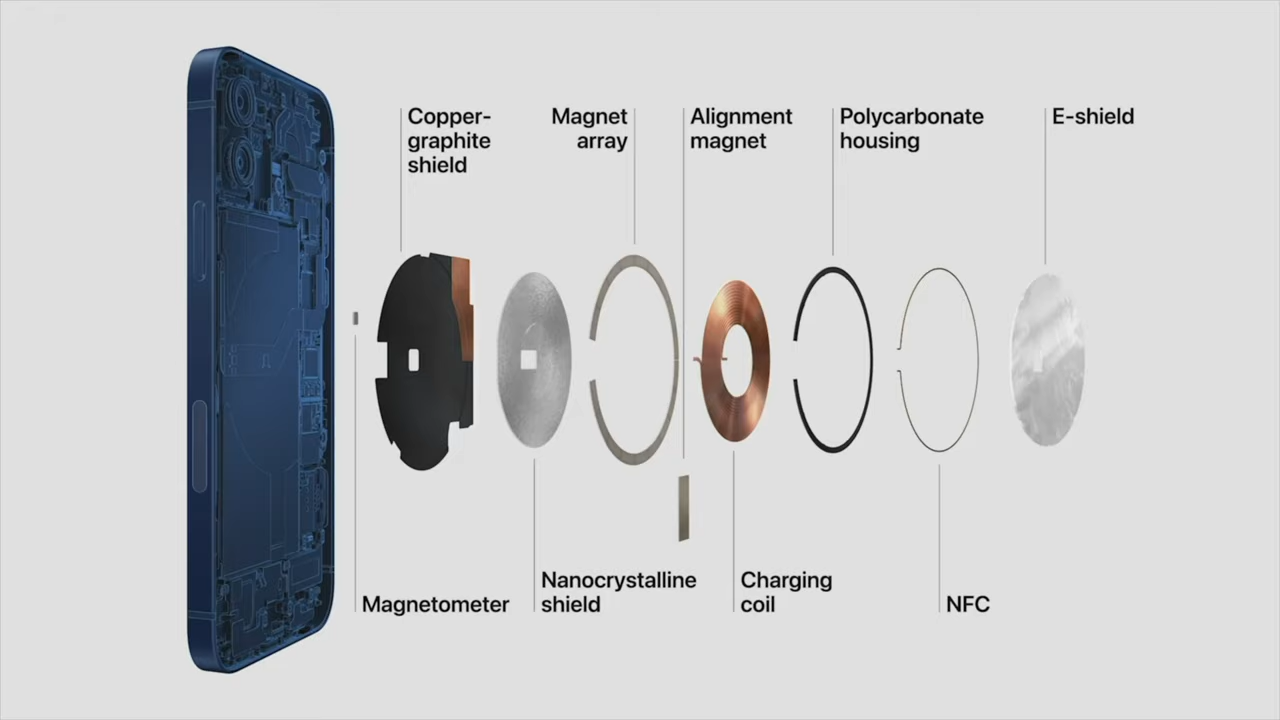 Copper-
graphite
shield
Magnet
array
Alignment
magnet
Polycarbonate
housing
E-shield
Magnetometer
Nanocrystalline
shield
Charging
coil
NFC